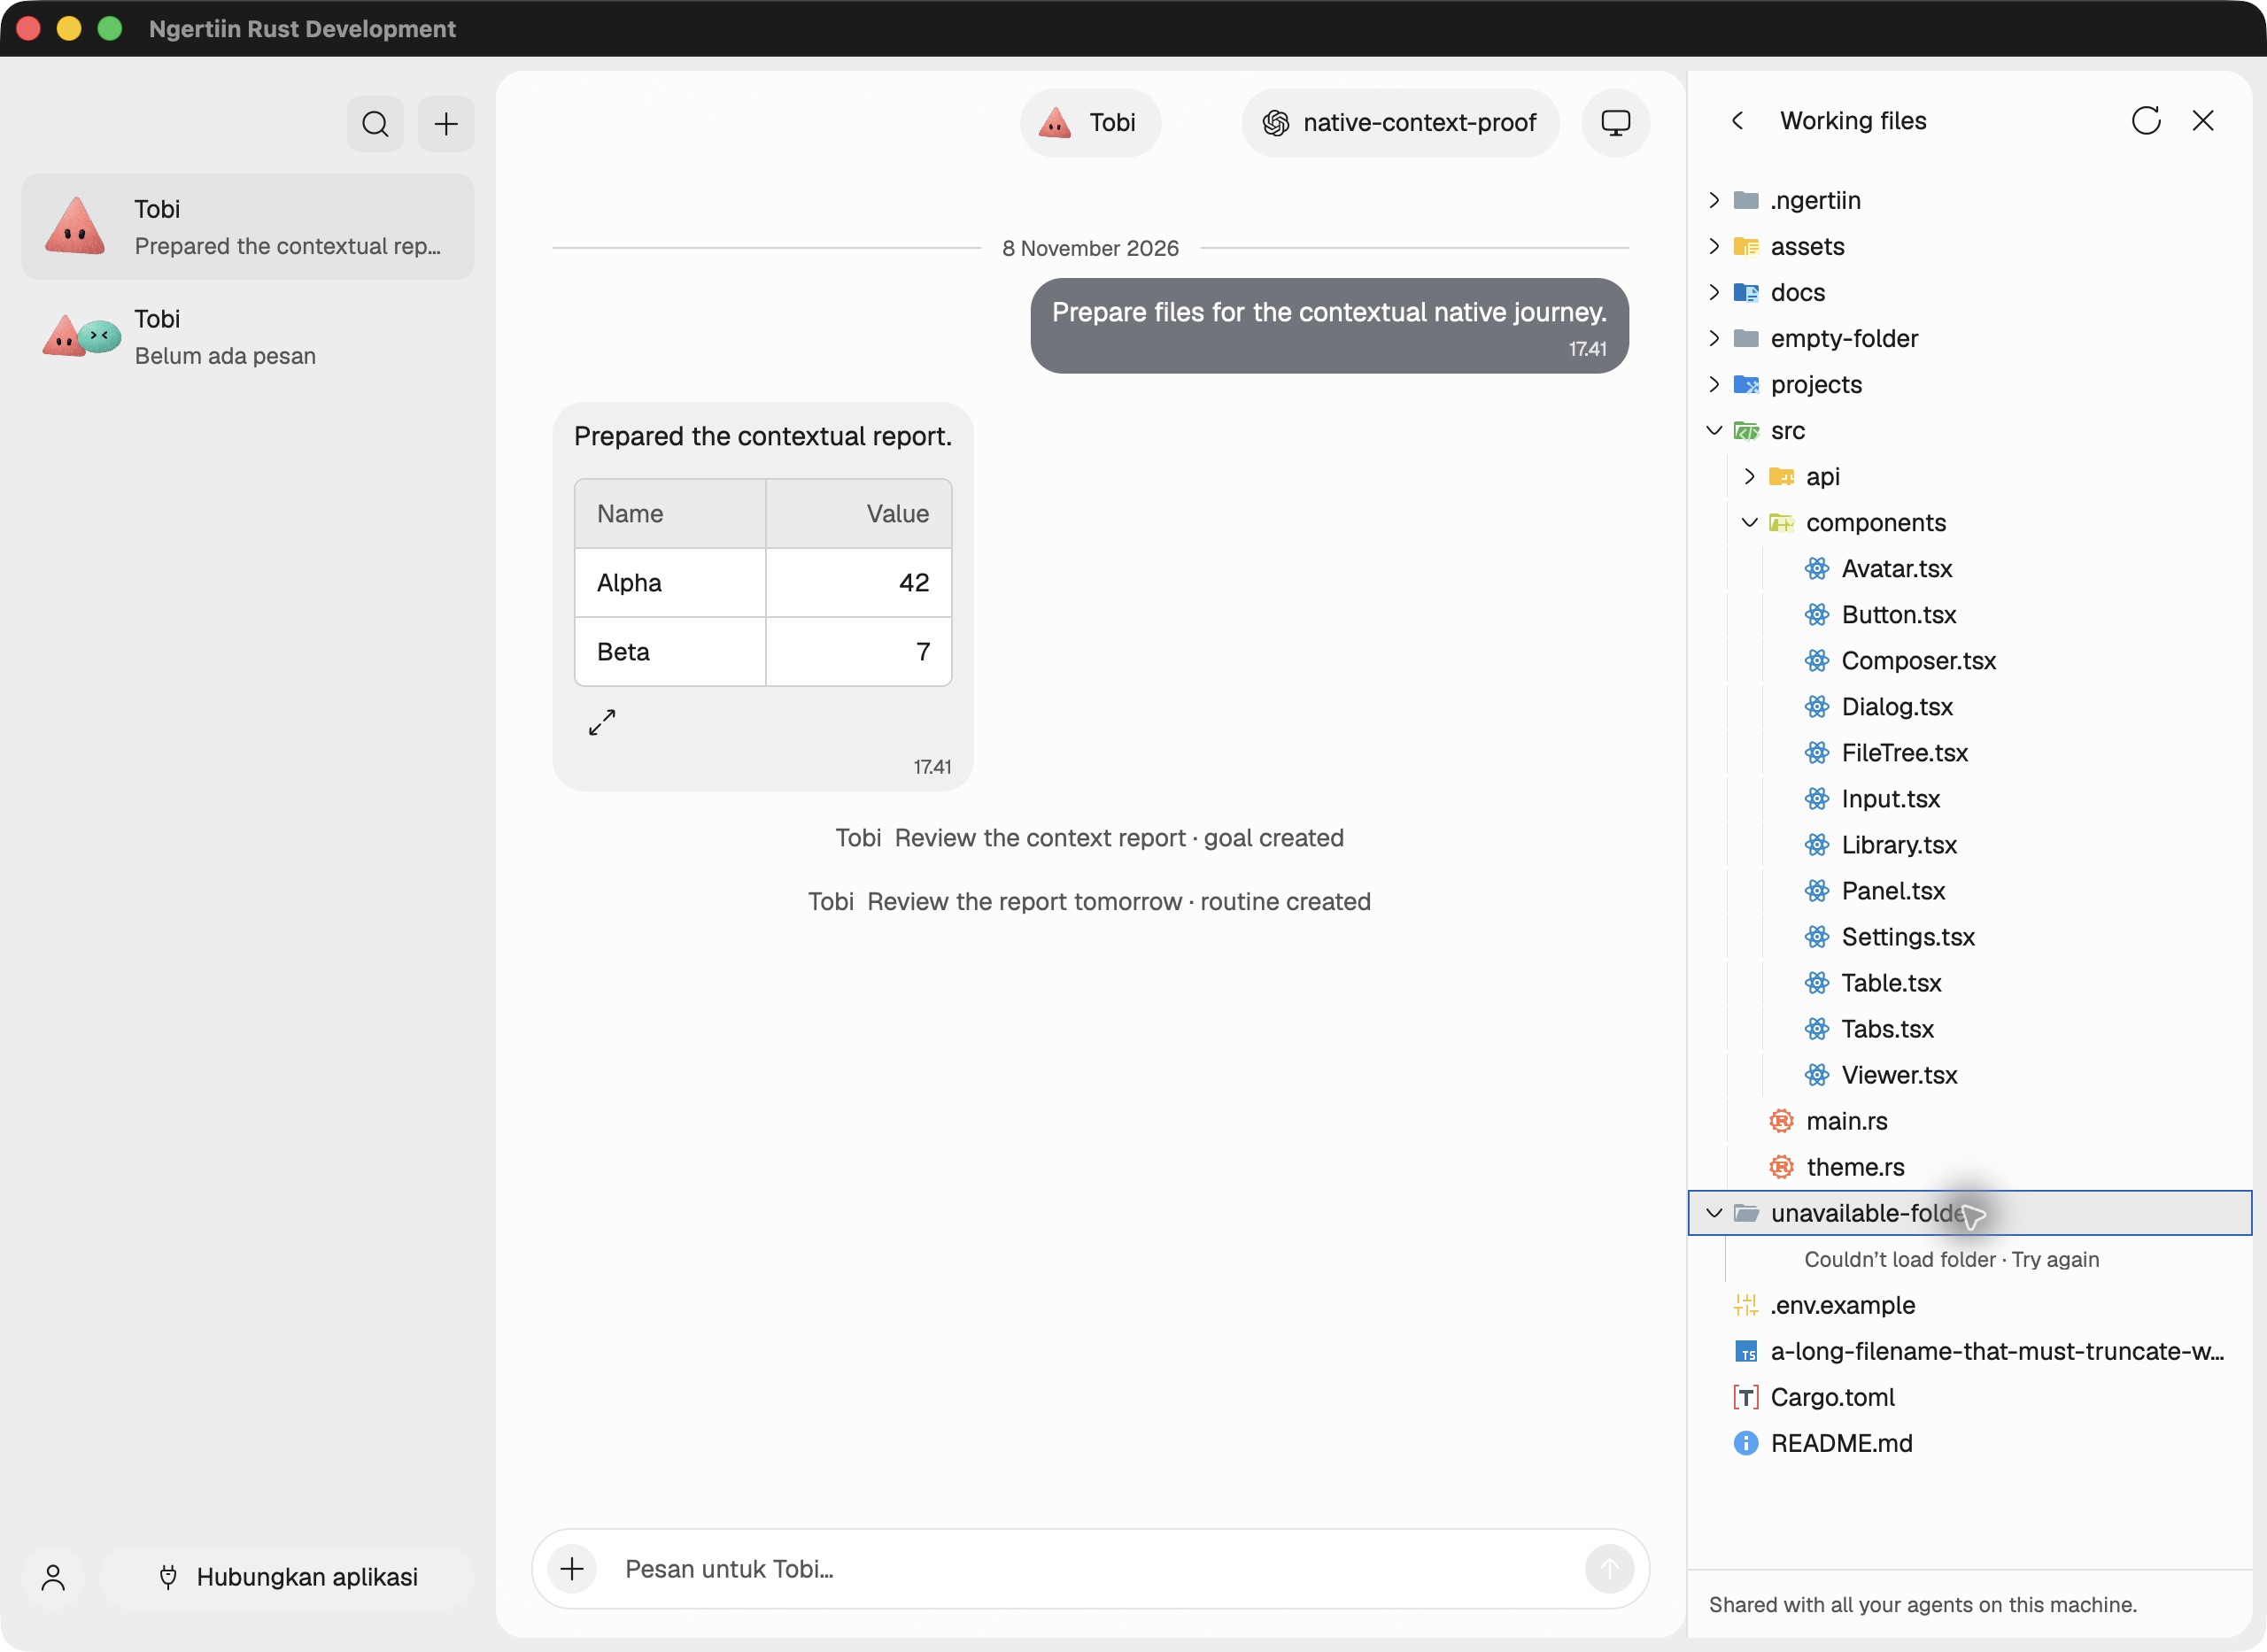 Ngertiin Rust Development
Tobi
Prepared the contextual rep...
Tobi
Belum ada pesan
Hubungkan aplikasi
Tobi
native-context-proof
8 November 2026
Prepare files for the contextual native journey.
17.41
Prepared the contextual report.
Name Value
Alpha 42
Beta 7
17.41
Tobi Review the context report · goal created
Tobi Review the report tomorrow · routine created
Pesan untuk Tobi...
Working files
.ngertiin
assets
docs
empty-folder
projects
src
api
components
Avatar.tsx
Button.tsx
Composer.tsx
Dialog.tsx
FileTree.tsx
Input.tsx
Library.tsx
Panel.tsx
Settings.tsx
Table.tsx
Tabs.tsx
Viewer.tsx
main.rs
theme.rs
unavailable-folder
Couldn’t load folder · Try again
.env.example
a-long-filename-that-must-truncate-w...
Cargo.toml
README.md
Shared with all your agents on this machine.